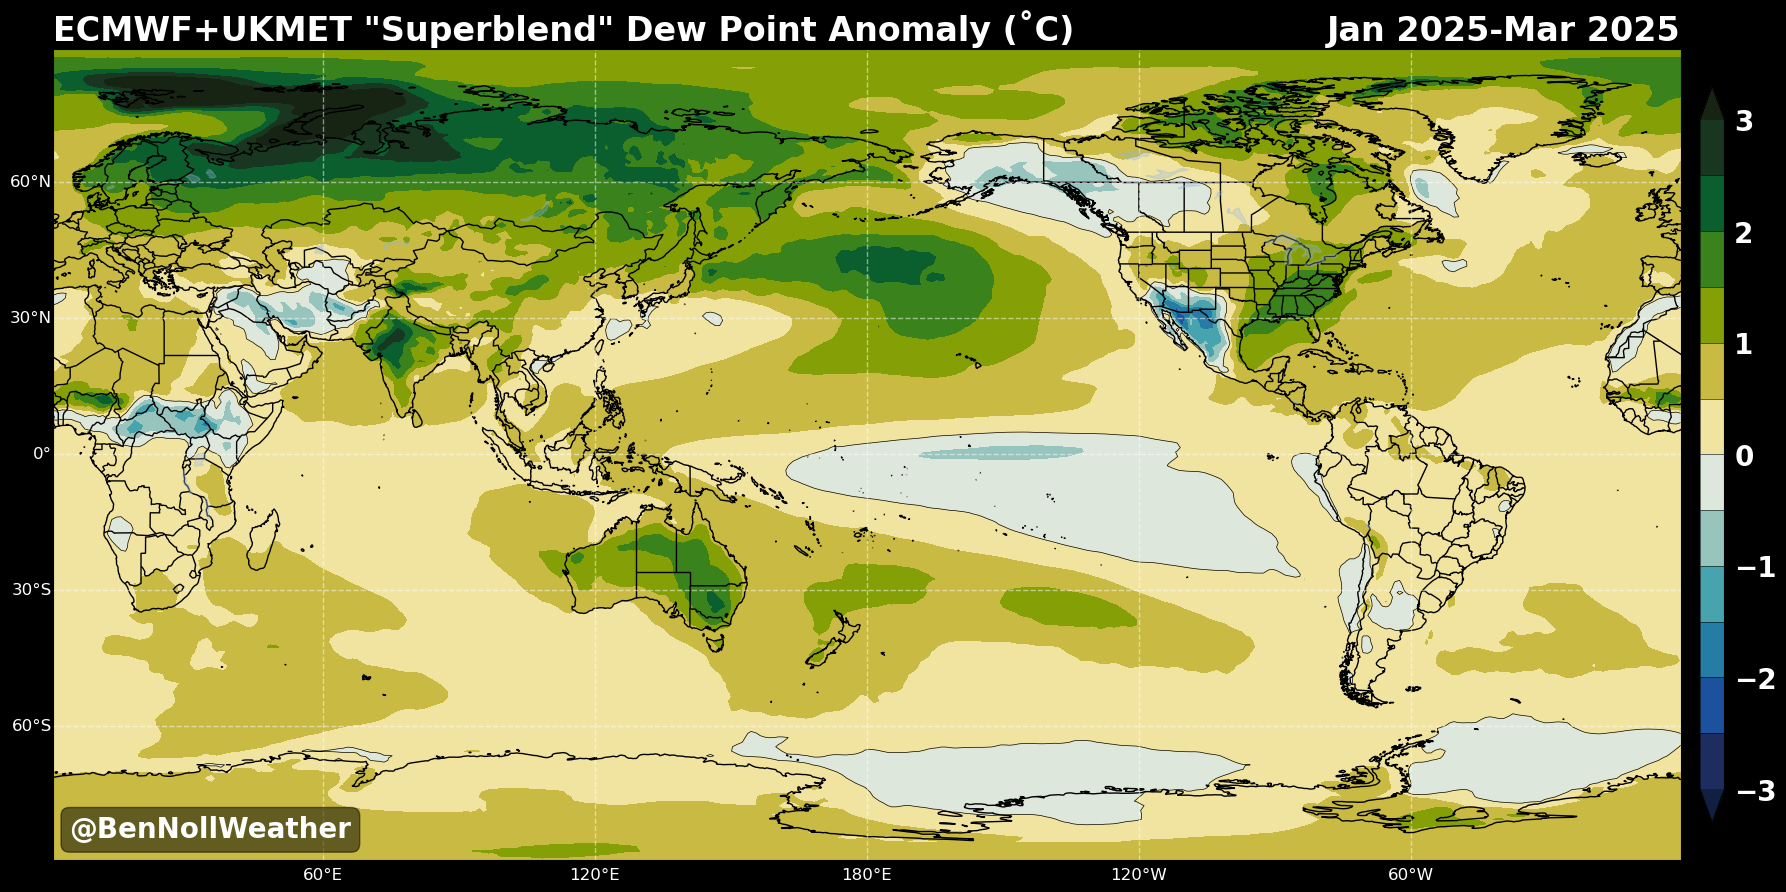 ECMWF+UKMET "Superblend" Dew Point Anomaly (˚C)
Jan 2025-Mar 2025
3
2
1
0
−1
−2
−3
60°N
30°N
0°
30°S
60°S
@BenNollWeather
60°E
120°E
180°E
120°W
60°W